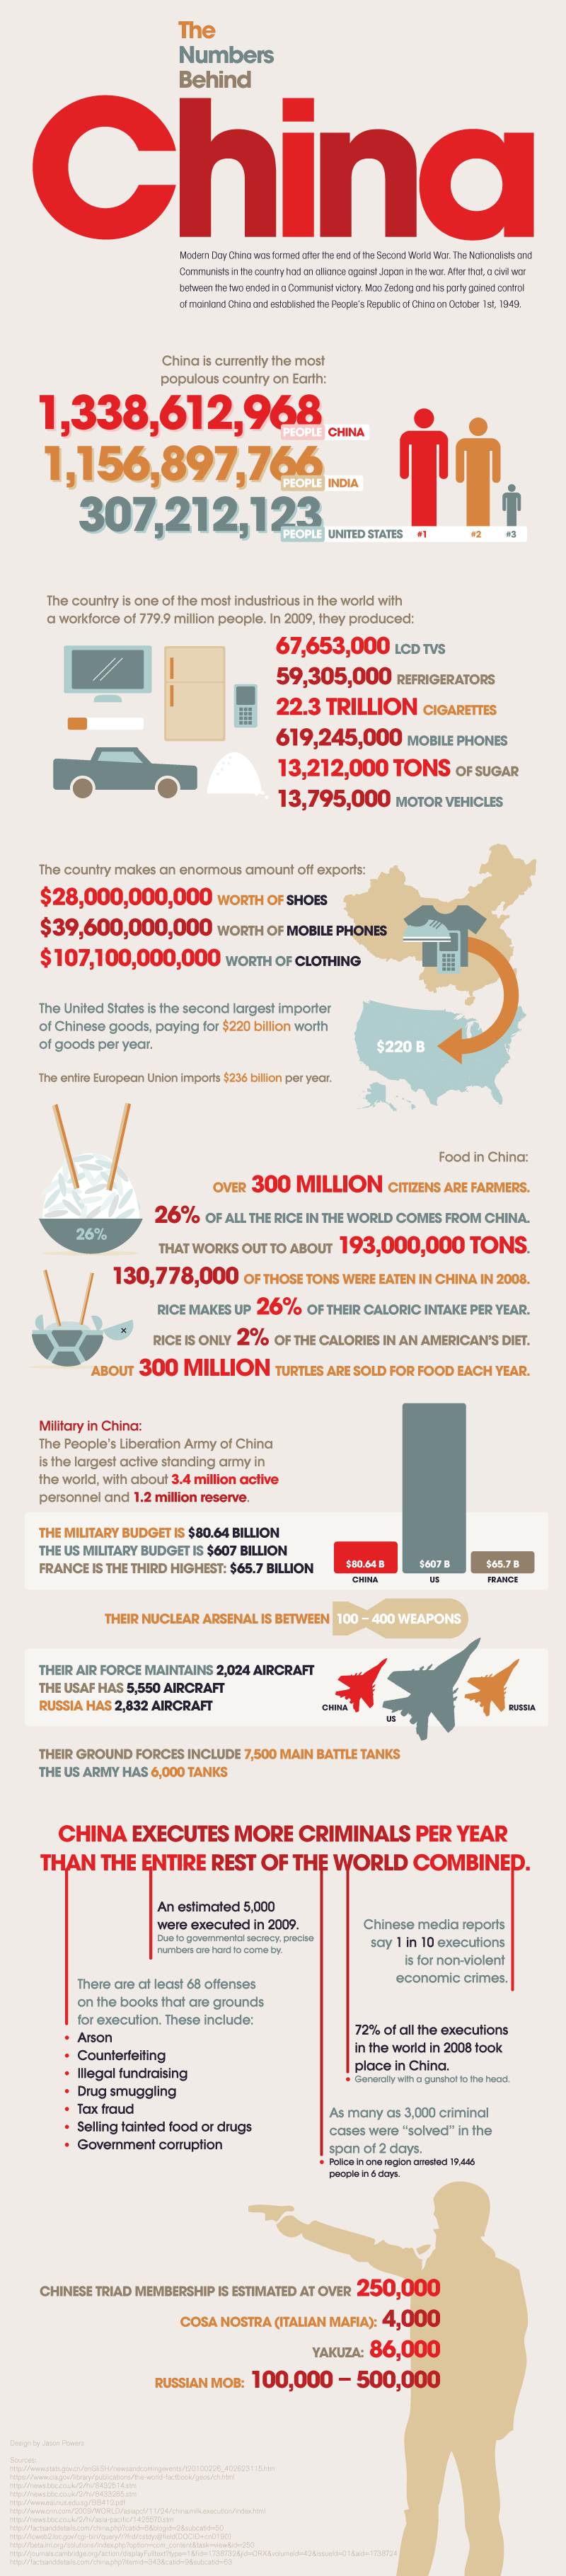 The
Numbers
Behind
China
Modern Day China was formed after the end of the Second World War. The Nationalists and
Communists in the country had an alliance against Japan in the war. After that, a civil war
between the two ended in a Communist victory. Mao Zedong and his party gained control
of mainland China and established the People's Republic of China on October 1st, 1949.
China is currently the most
populous country on Earth:
1,338,612,968
PEOPLE CHINA
1,156,897,766
PEOPLE INDIA
307,212,123
PEOPLE UNITED STATES
#1 #2 #3
The country is one of the most industrious in the world with
a workforce of 779.9 million people. In 2009, they produced:
67,653,000 LCD TVS
59,305,000 REFRIGERATORS
22.3 TRILLION CIGARETTES
619,245,000 MOBILE PHONES
13,212,000 TONS OF SUGAR
13,795,000 MOTOR VEHICLES
The country makes an enormous amount off exports:
$28,000,000,000 WORTH OF SHOES
$39,600,000,000 WORTH OF MOBILE PHONES
$107,100,000,000 WORTH OF CLOTHING
The United States is the second largest importer
of Chinese goods, paying for $220 billion worth
of goods per year.
$220 B
The entire European Union imports $236 billion per year.
Food in China:
OVER 300 MILLION CITIZENS ARE FARMERS.
26% OF ALL THE RICE IN THE WORLD COMES FROM CHINA.
26%
THAT WORKS OUT TO ABOUT 193,000,000 TONS.
130,778,000 OF THOSE TONS WERE EATEN IN CHINA IN 2008.
RICE MAKES UP 26% OF THEIR CALORIC INTAKE PER YEAR.
RICE IS ONLY 2% OF THE CALORIES IN AN AMERICAN'S DIET.
ABOUT 300 MILLION TURTLES ARE SOLD FOR FOOD EACH YEAR.
Military in China:
The People's Liberation Army of China
is the largest active standing army in
the world, with about 3.4 million active
personnel and 1.2 million reserve.
THE MILITARY BUDGET IS $80.64 BILLION
THE US MILITARY BUDGET IS $607 BILLION
FRANCE IS THE THIRD HIGHEST: $65.7 BILLION
$80.64 B $607 B $65.7 B
CHINA US FRANCE
THEIR NUCLEAR ARSENAL IS BETWEEN 100 – 400 WEAPONS
THEIR AIR FORCE MAINTAINS 2,024 AIRCRAFT
THE USAF HAS 5,550 AIRCRAFT
RUSSIA HAS 2,832 AIRCRAFT
CHINA
US
RUSSIA
THEIR GROUND FORCES INCLUDE 7,500 MAIN BATTLE TANKS
THE US ARMY HAS 6,000 TANKS
CHINA EXECUTES MORE CRIMINALS PER YEAR
THAN THE ENTIRE REST OF THE WORLD COMBINED.
An estimated 5,000
were executed in 2009.
Due to governmental secrecy, precise
numbers are hard to come by.
Chinese media reports
say 1 in 10 executions
is for non-violent
economic crimes.
There are at least 68 offenses
on the books that are grounds
for execution. These include:
• Arson
• Counterfeiting
• Illegal fundraising
• Drug smuggling
• Tax fraud
• Selling tainted food or drugs
• Government corruption
72% of all the executions
in the world in 2008 took
place in China.
• Generally with a gunshot to the head.
As many as 3,000 criminal
cases were "solved" in the
span of 2 days.
• Police in one region arrested 19,446
people in 6 days.
CHINESE TRIAD MEMBERSHIP IS ESTIMATED AT OVER 250,000
COSA NOSTRA (ITALIAN MAFIA): 4,000
YAKUZA: 86,000
RUSSIAN MOB: 100,000 – 500,000
Design by Jason Powers
Sources: